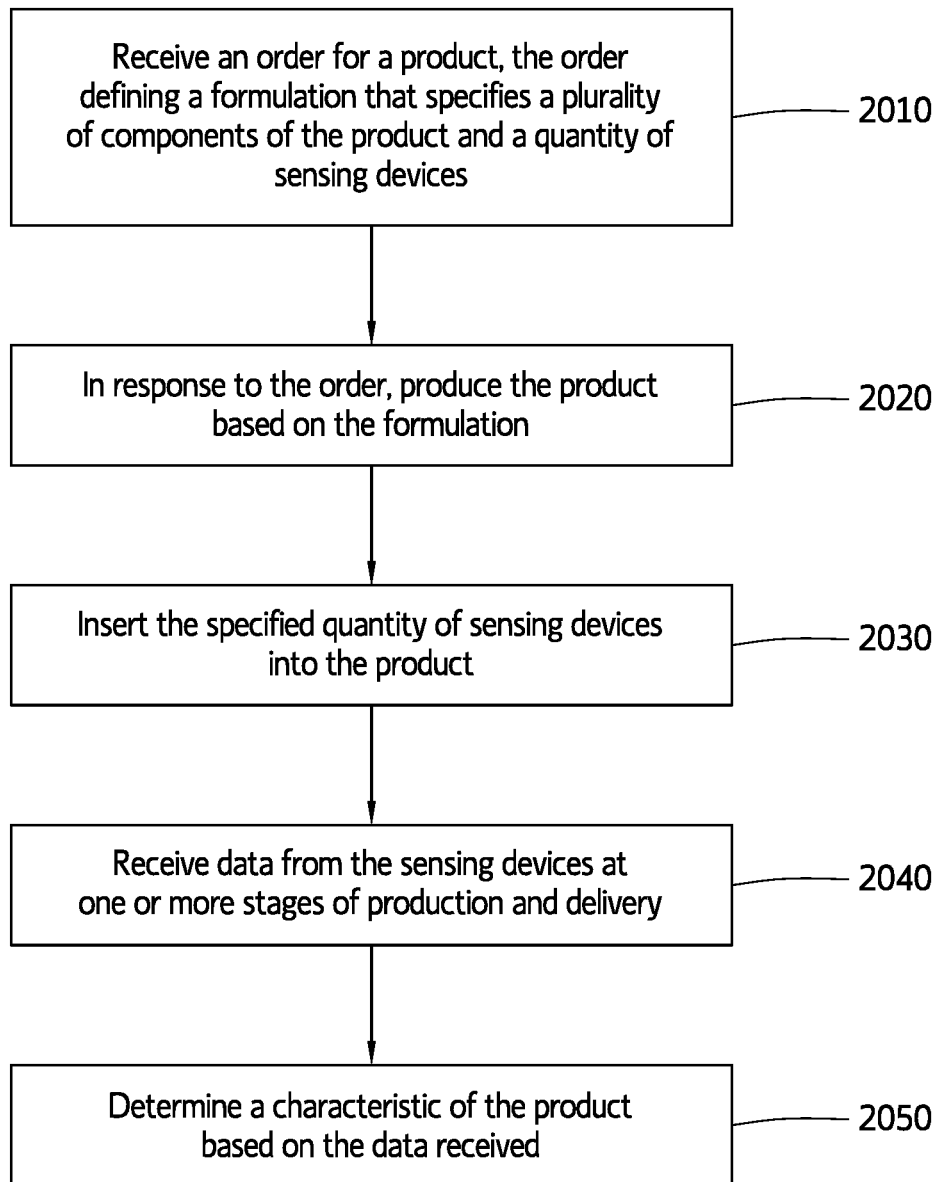 Receive an order for a product, the order
defining a formulation that specifies a plurality
of components of the product and a quantity of
sensing devices
2010
In response to the order, produce the product
based on the formulation
2020
Insert the specified quantity of sensing devices
into the product
2030
Receive data from the sensing devices at
one or more stages of production and delivery
2040
Determine a characteristic of the product
based on the data received
2050